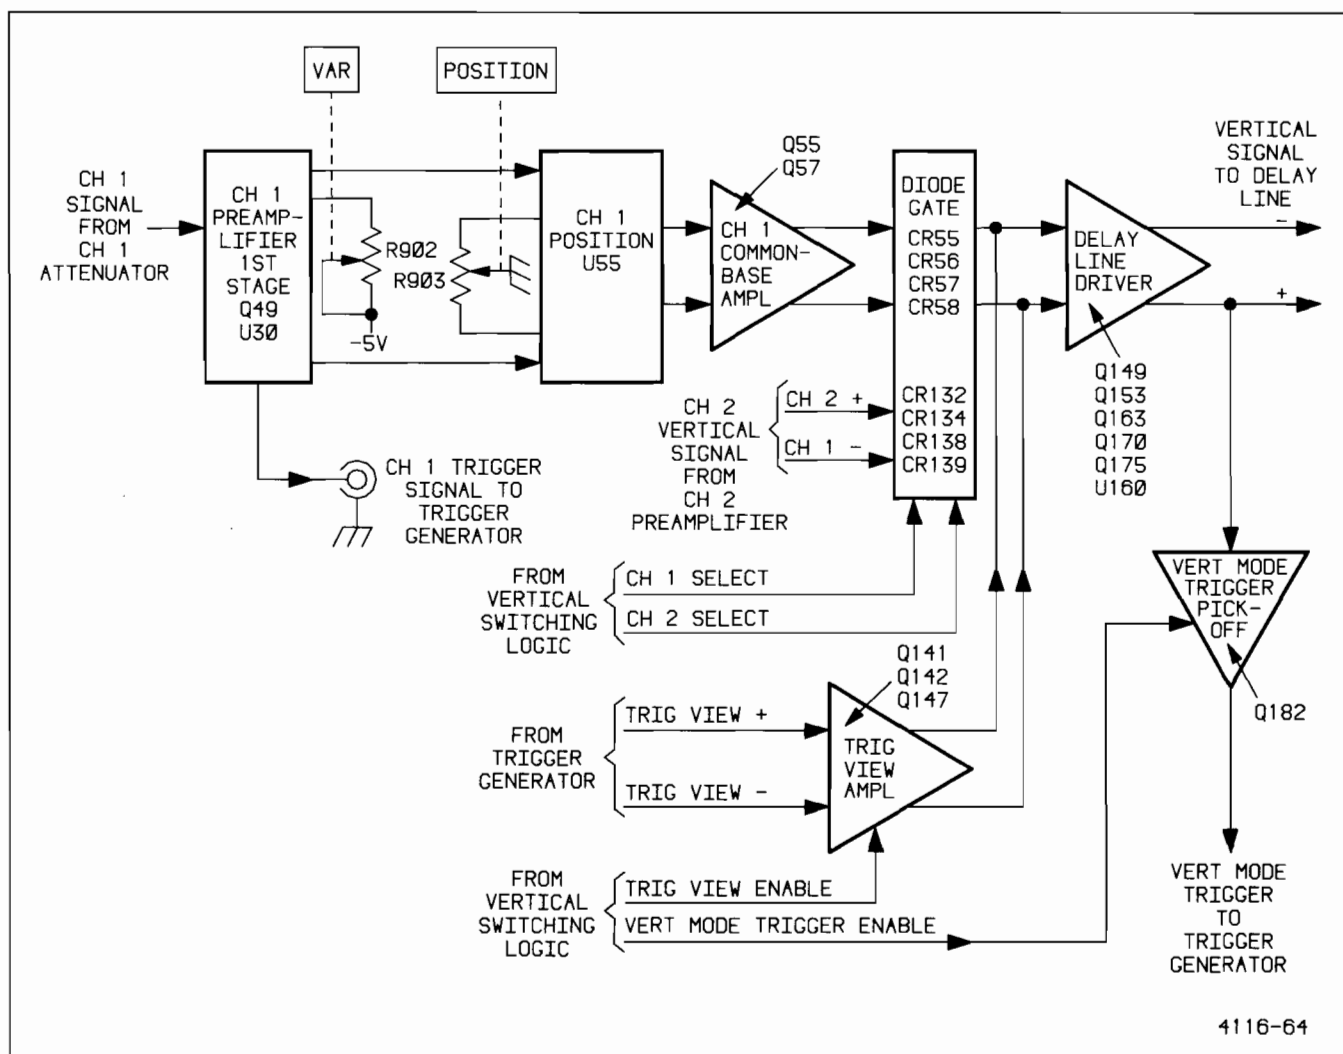 VAR
POSITION
CH 1
SIGNAL
FROM
CH 1
ATTENUATOR
CH 1
PREAMP-
LIFIER
1ST
STAGE
Q49
U30
R902
-5V
R903
CH 1
POSITION
U55
Q55
Q57
CH 1
COMMON-
BASE
AMPL
DIODE
GATE
CR55
CR56
CR57
CR58
CR132
CR134
CR138
CR139
DELAY
LINE
DRIVER
Q149
Q153
Q163
Q170
Q175
U160
VERTICAL
SIGNAL
TO DELAY
LINE
-
+
CH 1 TRIGGER
SIGNAL TO
TRIGGER
GENERATOR
CH 2
VERTICAL
SIGNAL
FROM
CH 2
PREAMPLIFIER
CH 2 +
CH 1 -
FROM
VERTICAL
SWITCHING
LOGIC
CH 1 SELECT
CH 2 SELECT
VERT MODE
TRIGGER
PICK-
OFF
Q182
FROM
TRIGGER
GENERATOR
TRIG VIEW +
TRIG VIEW -
Q141
Q142
Q147
TRIG
VIEW
AMPL
FROM
VERTICAL
SWITCHING
LOGIC
TRIG VIEW ENABLE
VERT MODE TRIGGER ENABLE
VERT MODE
TRIGGER
TO
TRIGGER
GENERATOR
4116-64